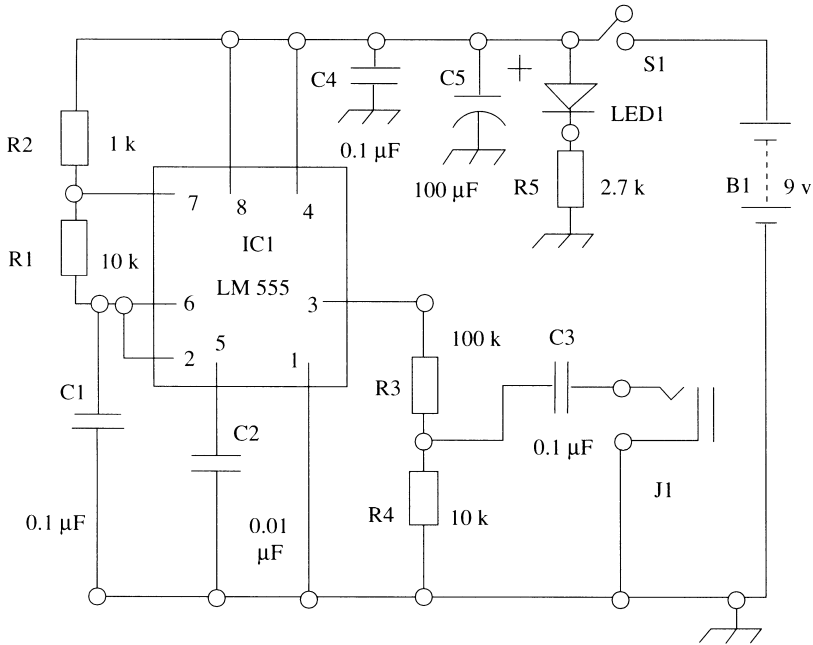 S1
C4
C5
+
LED1
0.1 µF
R2
1 k
100 µF
R5
2.7 k
B1
9 v
7
8
4
IC1
R1
10 k
LM 555
6
3
2
5
1
100 k
C3
R3
C1
C2
0.1 µF
J1
R4
10 k
0.1 µF
0.01
µF